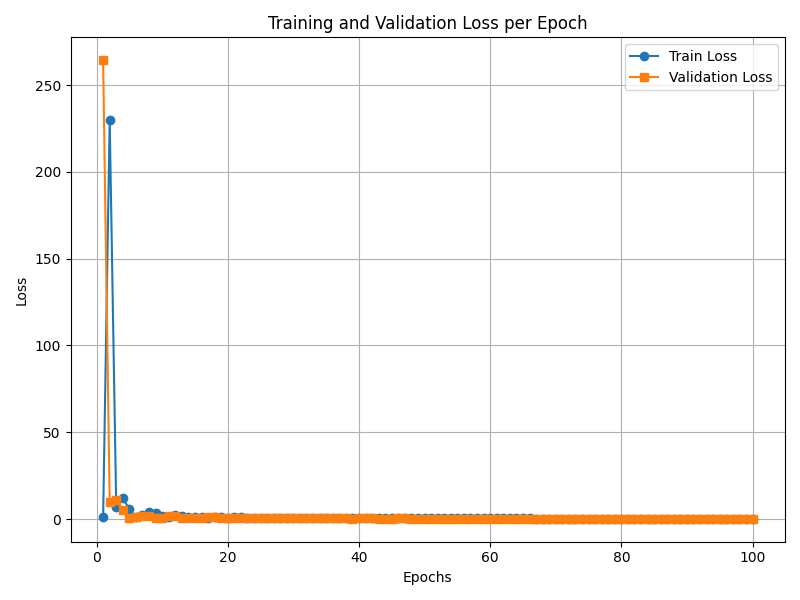 Training and Validation Loss per Epoch
Train Loss
Validation Loss
Loss
250
200
150
100
50
0
0 20 40 60 80 100
Epochs